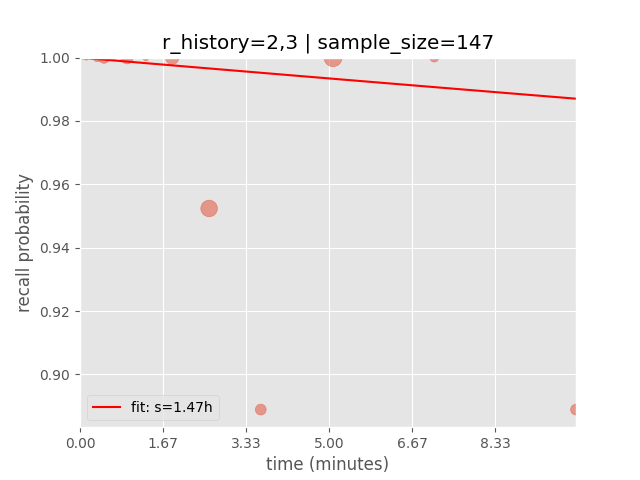 r_history=2,3 | sample_size=147
1.00
0.98
0.96
0.94
0.92
0.90
recall probability
fit: s=1.47h
0.00 1.67 3.33 5.00 6.67 8.33
time (minutes)